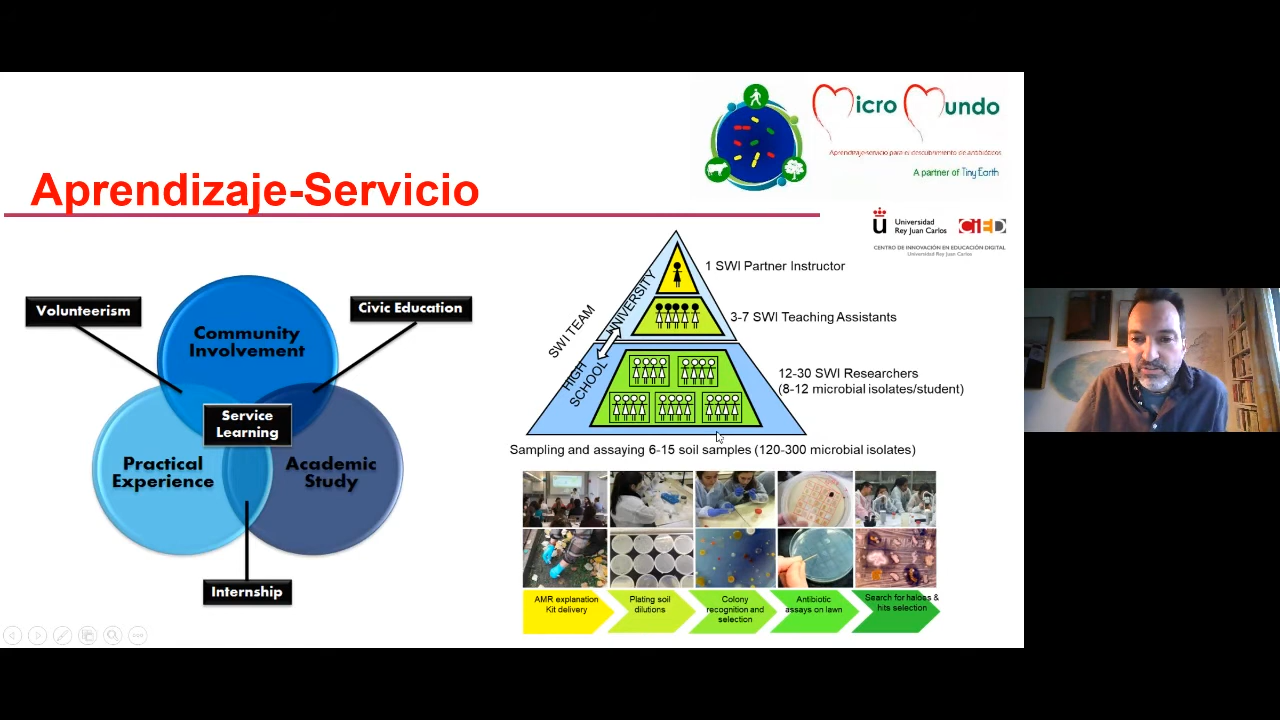 Micro Mundo
Aprendizaje-servicio para el descubrimiento de antibióticos
A partner of Tiny Earth
Aprendizaje-Servicio
Universidad
Rey Juan Carlos
CiED
CENTRO DE INNOVACIÓN EN EDUCACIÓN DIGITAL
Universidad Rey Juan Carlos
Volunteerism
Civic Education
Community
Involvement
Service
Learning
Practical
Experience
Academic
Study
Internship
SWI TEAM
UNIVERSITY
HIGH
SCHOOL
1 SWI Partner Instructor
3-7 SWI Teaching Assistants
12-30 SWI Researchers
(8-12 microbial isolates/student)
Sampling and assaying 6-15 soil samples (120-300 microbial isolates)
AMR explanation
Kit delivery
Plating soil
dilutions
Colony
recognition and
selection
Antibiotic
assays on lawn
Search for haloes &
hits selection